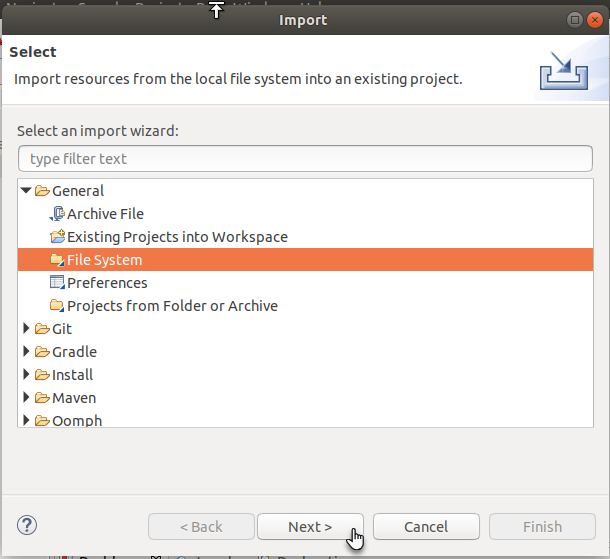 Import
Select
Import resources from the local file system into an existing project.
Select an import wizard:
type filter text
General
Archive File
Existing Projects into Workspace
File System
Preferences
Projects from Folder or Archive
Git
Gradle
Install
Maven
Oomph
< Back
Next >
Cancel
Finish